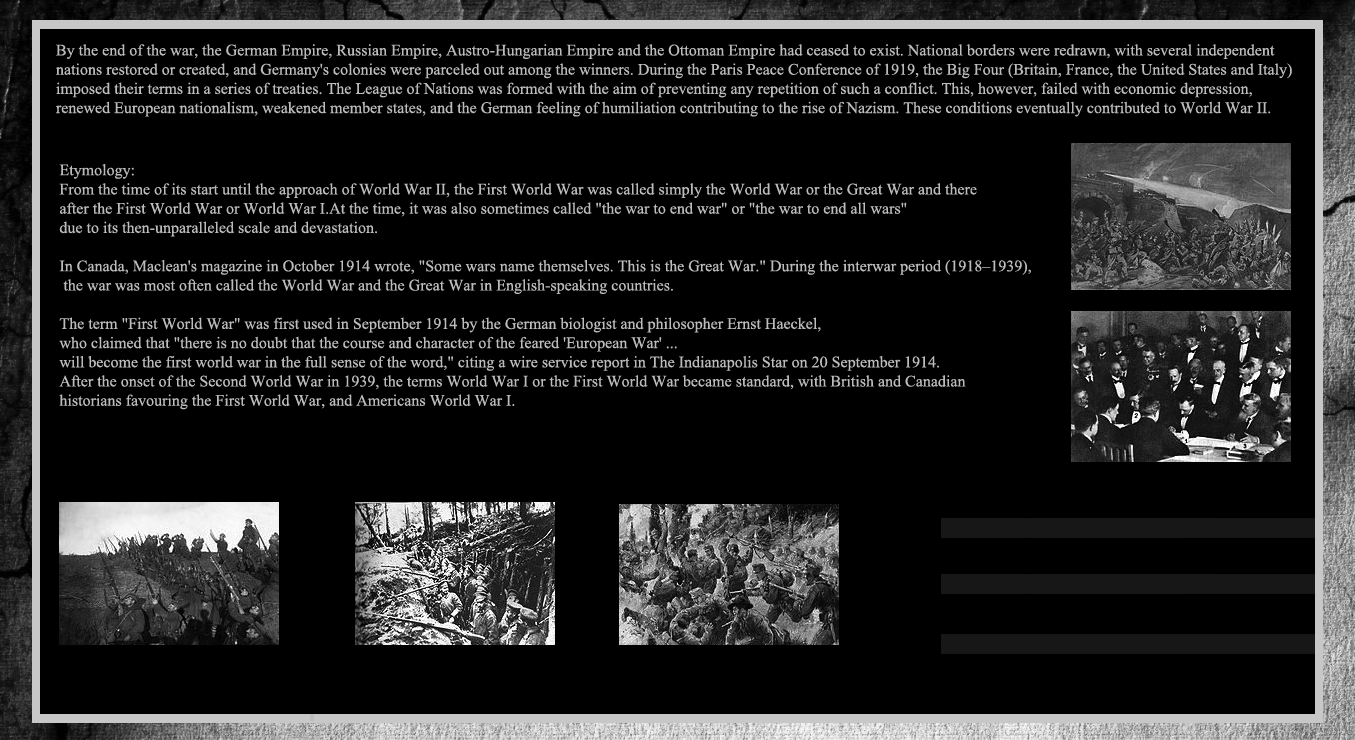 By the end of the war, the German Empire, Russian Empire, Austro-Hungarian Empire and the Ottoman Empire had ceased to exist. National borders were redrawn, with several independent
nations restored or created, and Germany's colonies were parceled out among the winners. During the Paris Peace Conference of 1919, the Big Four (Britain, France, the United States and Italy)
imposed their terms in a series of treaties. The League of Nations was formed with the aim of preventing any repetition of such a conflict. This, however, failed with economic depression,
renewed European nationalism, weakened member states, and the German feeling of humiliation contributing to the rise of Nazism. These conditions eventually contributed to World War II.
Etymology:
From the time of its start until the approach of World War II, the First World War was called simply the World War or the Great War and there
after the First World War or World War I.At the time, it was also sometimes called "the war to end war" or "the war to end all wars"
due to its then-unparalleled scale and devastation.
In Canada, Maclean's magazine in October 1914 wrote, "Some wars name themselves. This is the Great War." During the interwar period (1918–1939),
the war was most often called the World War and the Great War in English-speaking countries.
The term "First World War" was first used in September 1914 by the German biologist and philosopher Ernst Haeckel,
who claimed that "there is no doubt that the course and character of the feared 'European War' ...
will become the first world war in the full sense of the word," citing a wire service report in The Indianapolis Star on 20 September 1914.
After the onset of the Second World War in 1939, the terms World War I or the First World War became standard, with British and Canadian
historians favouring the First World War, and Americans World War I.